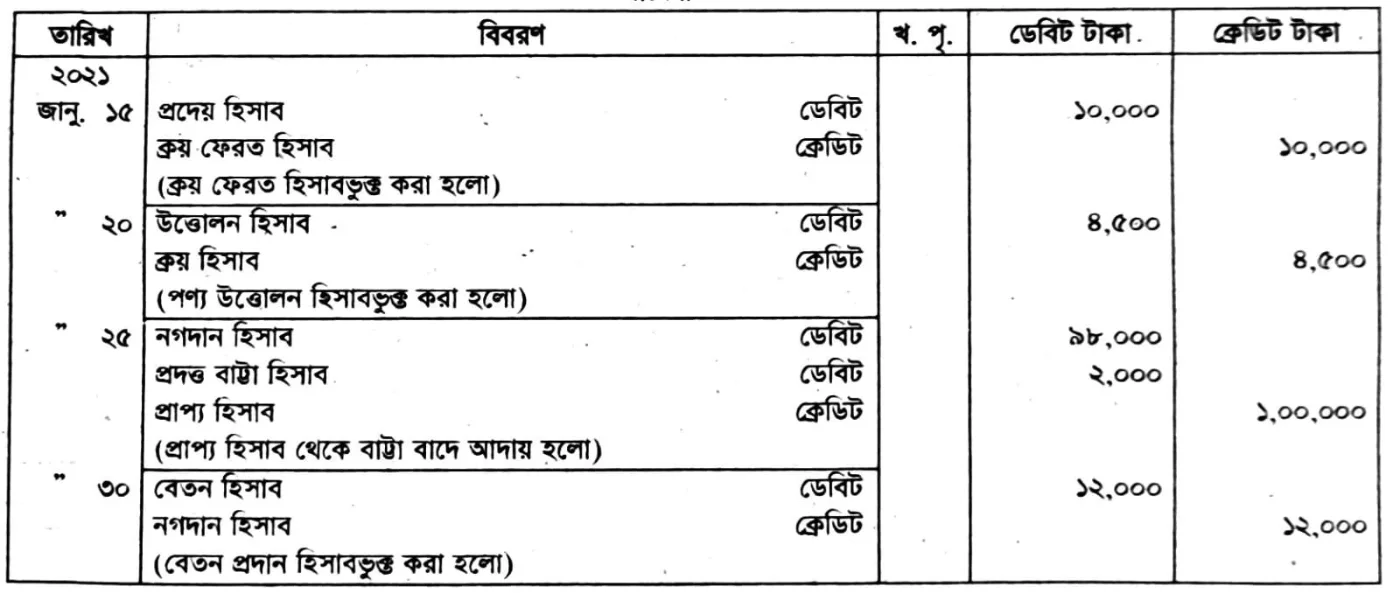 তারিখ বিবরণ খ. পৃ. ডেবিট টাকা. ক্রেডিট টাকা
২০২১
জানু. ১৫ প্রদেয় হিসাব ডেবিট ১০,০০০
ক্রয় ফেরত হিসাব ক্রেডিট ১০,০০০
(ক্রয় ফেরত হিসাবভুক্ত করা হলো)
" ২০ উত্তোলন হিসাব ডেবিট ৪,৫০০
ক্রয় হিসাব ক্রেডিট ৪,৫০০
(পণ্য উত্তোলন হিসাবভুক্ত করা হলো)
" ২৫ নগদান হিসাব ডেবিট ৯৮,০০০
প্রদত্ত বাট্টা হিসাব ডেবিট ২,০০০
প্রাপ্য হিসাব ক্রেডিট ১,০০,০০০
(প্রাপ্য হিসাব থেকে বাট্টা বাদে আদায় হলো)
" ৩০ বেতন হিসাব ডেবিট ১২,০০০
নগদান হিসাব ক্রেডিট ১২,০০০
(বেতন প্রদান হিসাবভুক্ত করা হলো)